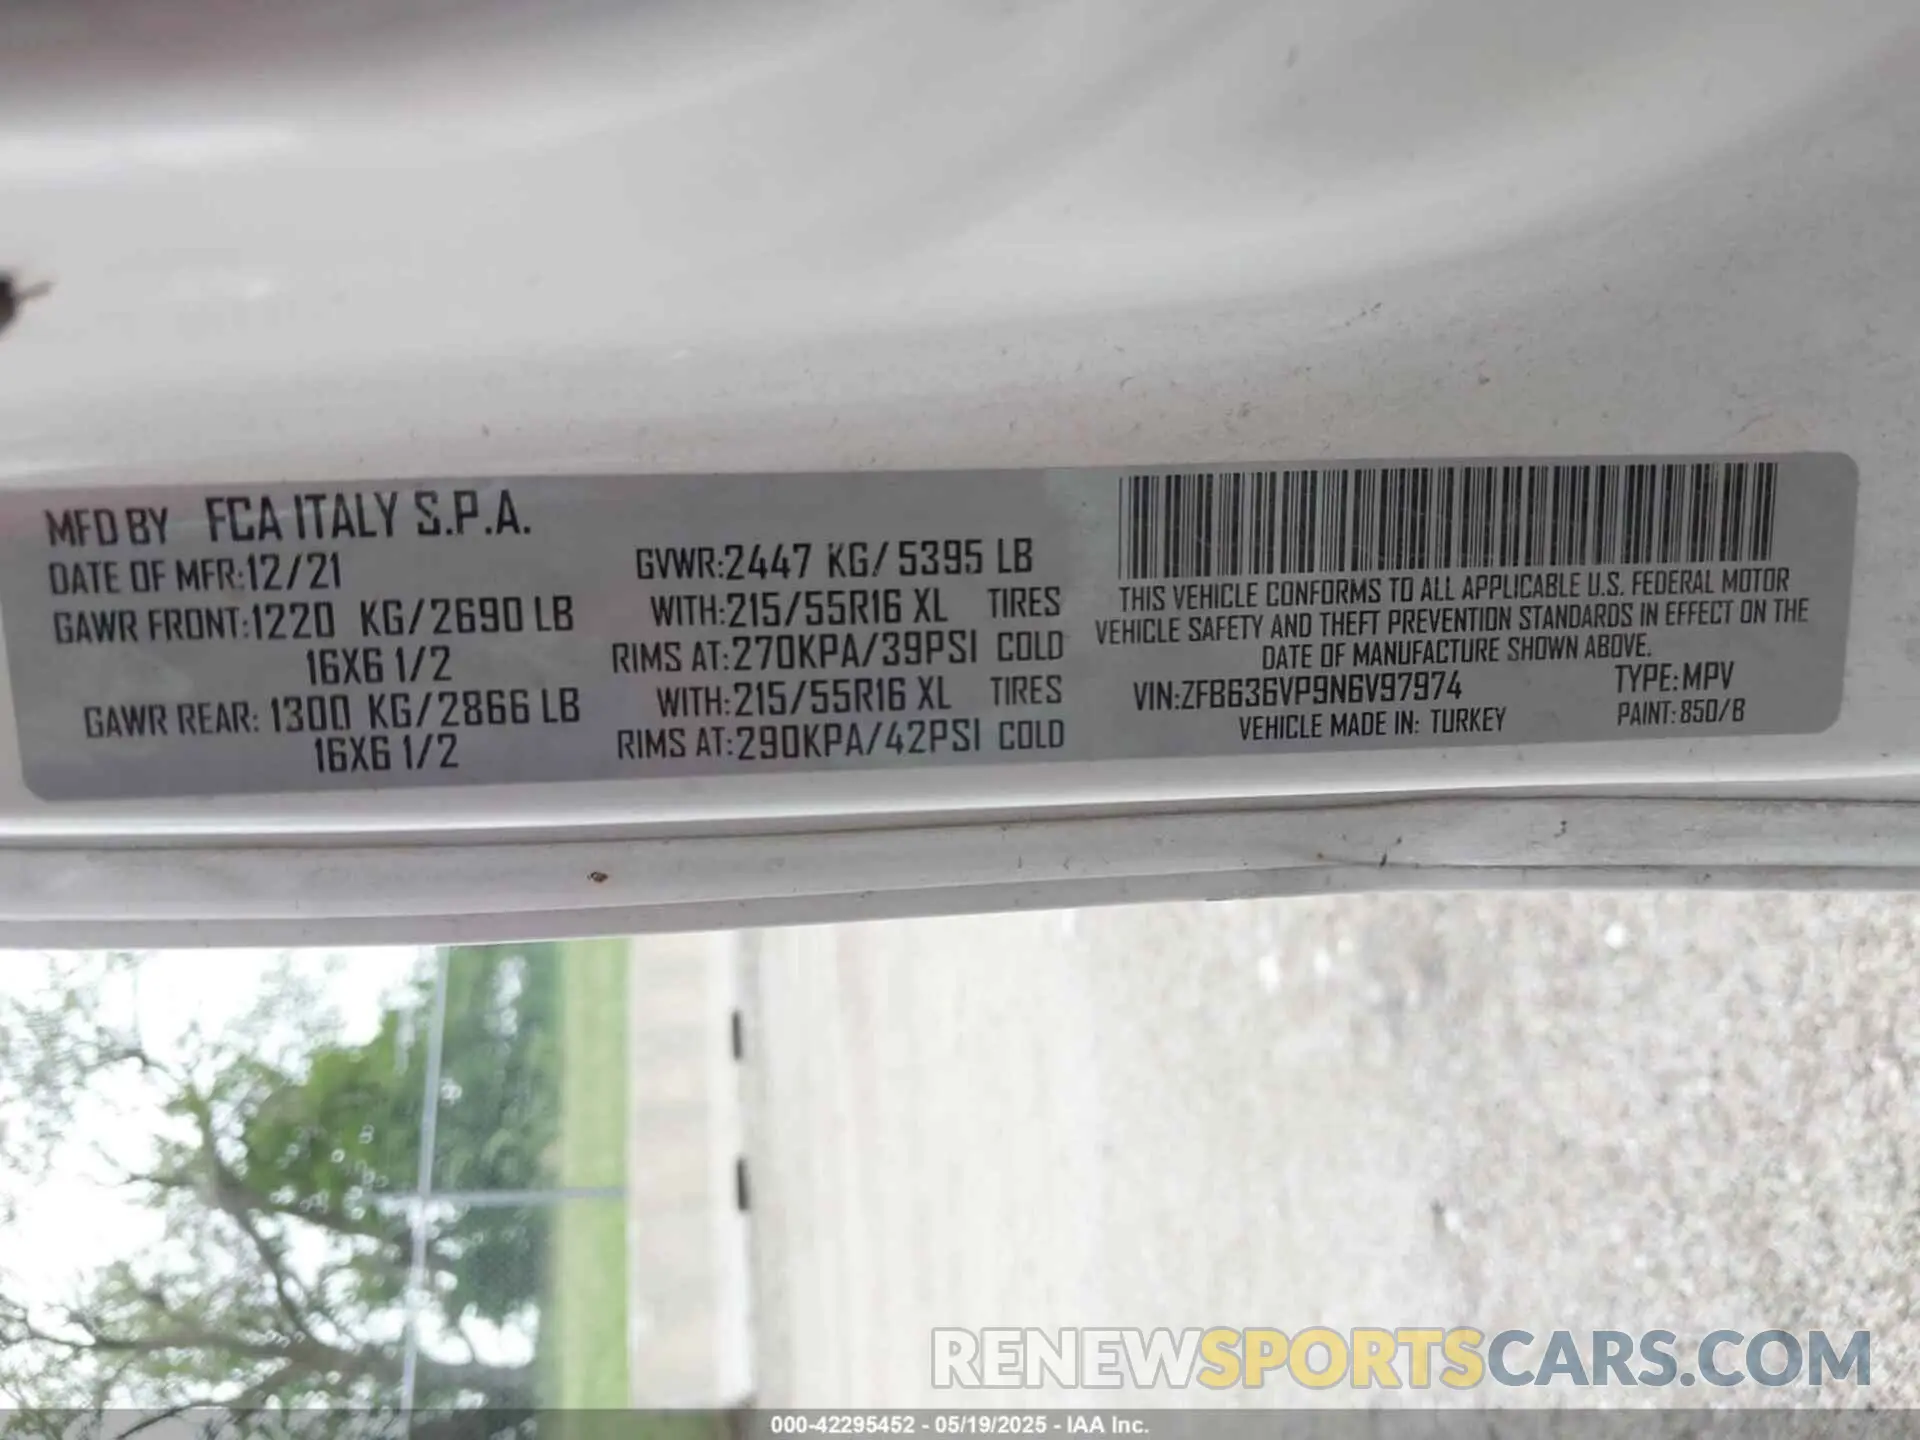 MFD BY FCA ITALY S.P.A.
DATE OF MFR:12/21
GAWR FRONT:1220 KG/2690 LB
16X6 1/2
GAWR REAR: 1300 KG/2866 LB
16X6 1/2
GVWR:2447 KG/ 5395 LB
WITH:215/55R16 XL TIRES
RIMS AT:270KPA/39PSI COLD
WITH:215/55R16 XL TIRES
RIMS AT:290KPA/42PSI COLD
THIS VEHICLE CONFORMS TO ALL APPLICABLE U.S. FEDERAL MOTOR
VEHICLE SAFETY AND THEFT PREVENTION STANDARDS IN EFFECT ON THE
DATE OF MANUFACTURE SHOWN ABOVE.
VIN:ZFB636VP9N6V97974 TYPE:MPV
VEHICLE MADE IN: TURKEY PAINT:850/B
RENEWSPORTSCARS.COM
000-42295452 - 05/19/2025 - IAA Inc.